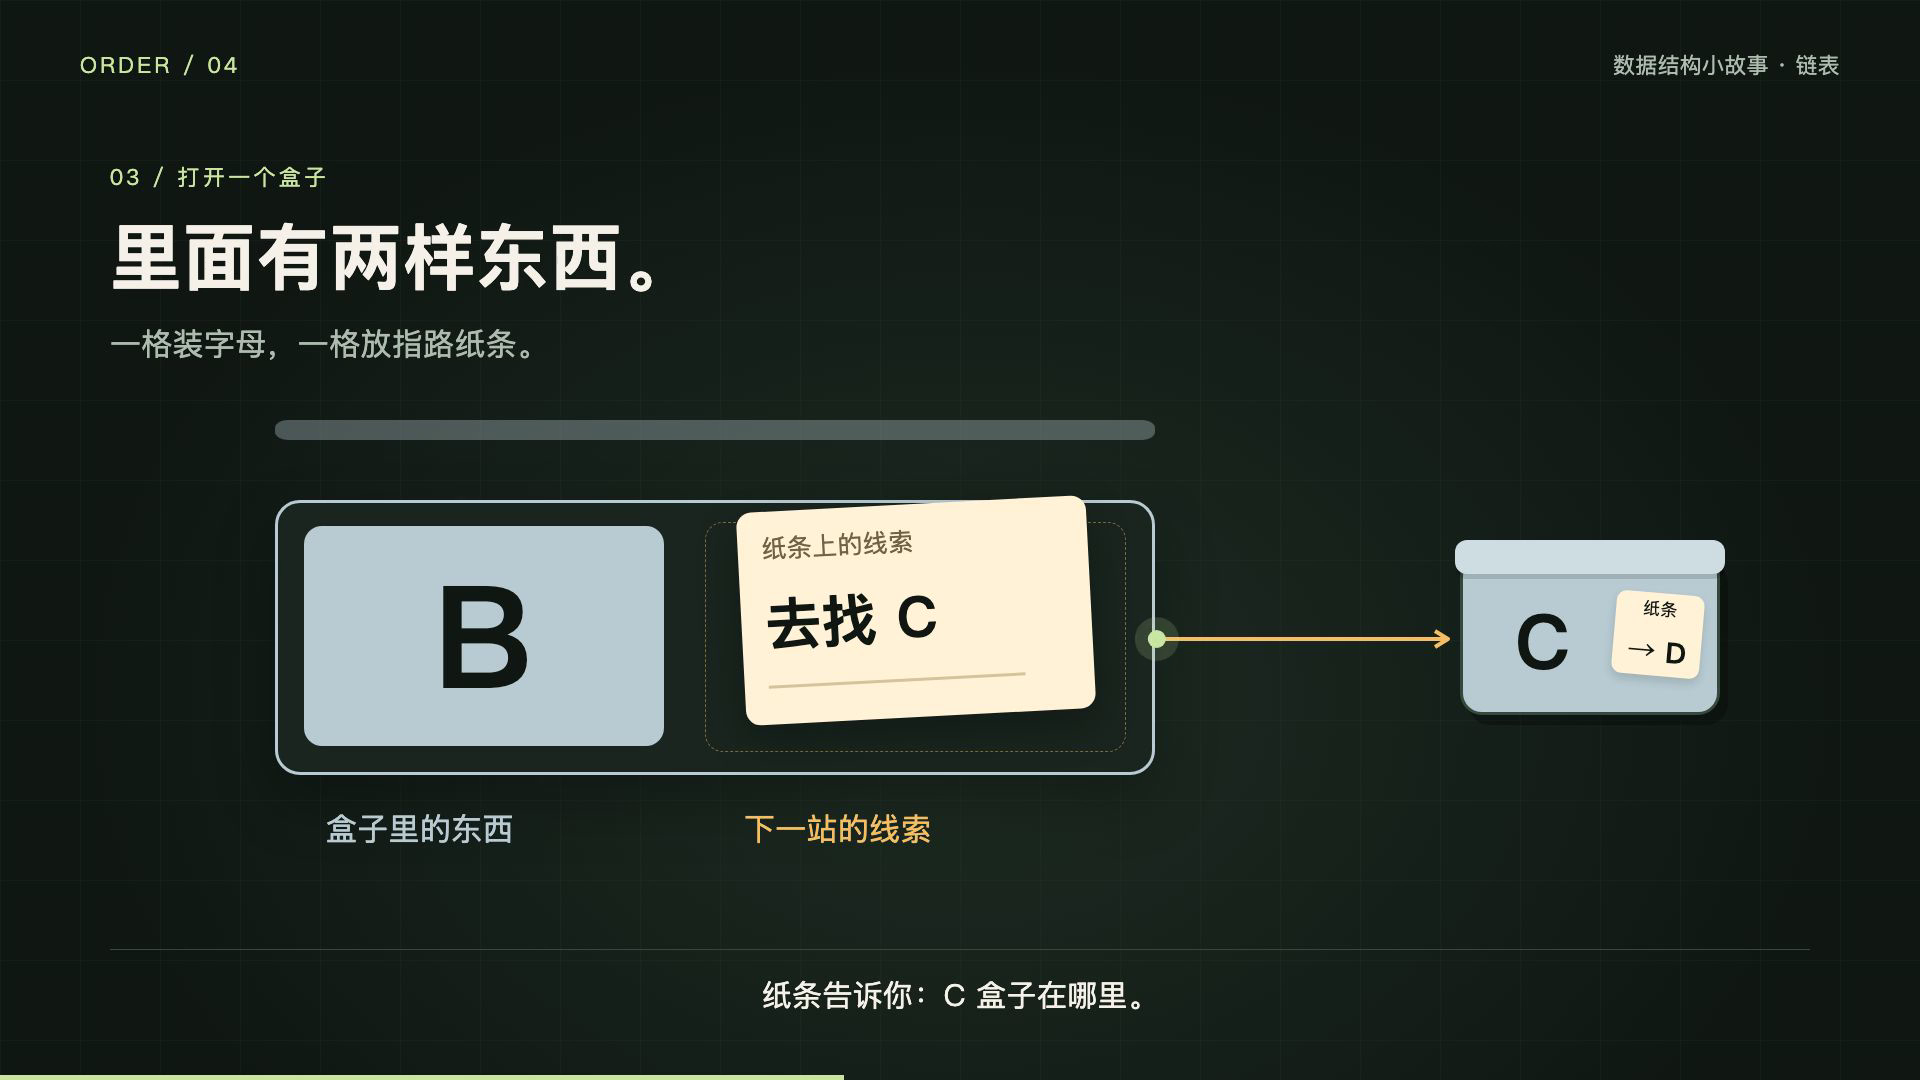 ORDER / 04
数据结构小故事 · 链表
03 / 打开一个盒子
里面有两样东西。
一格装字母，一格放指路纸条。
B
纸条上的线索
去找 C
C
纸条
→ D
盒子里的东西
下一站的线索
纸条告诉你：C 盒子在哪里。